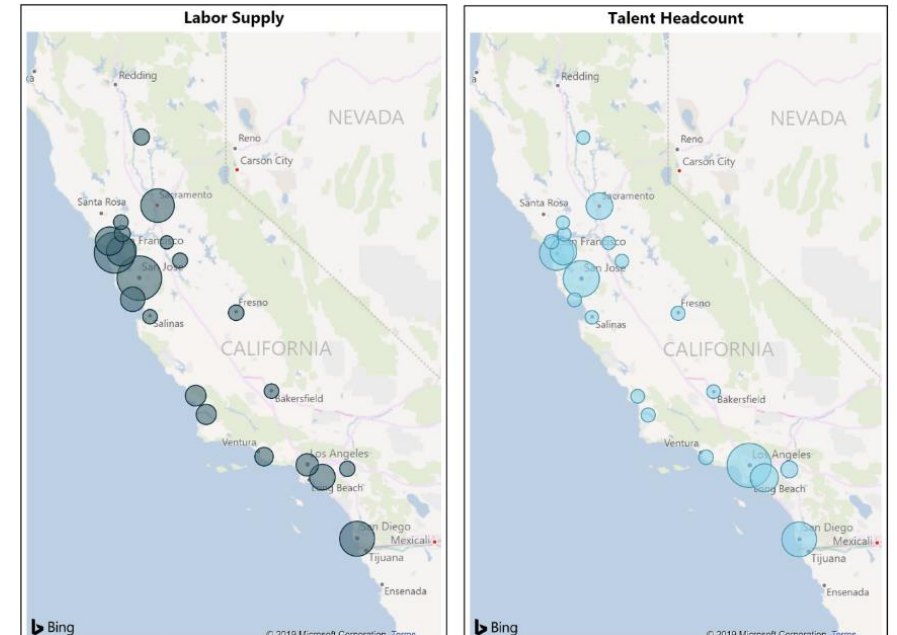 Labor Supply
Redding
NEVADA
Reno
Carson City
Sacramento
Santa Rosa
San Jose
Fresno
Salinas
CALIFORNIA
Bakersfield
Ventura
Los Angeles
Long Beach
San Diego
Mexicali
Tijuana
Ensenada
Bing
© 2019 Microsoft Corporation Terms
Talent Headcount
a
Redding
NEVADA
Reno
Carson City
Sacramento
Santa Rosa
n Francisco
San Jose
Fresno
Salinas
CALIFORNIA
Bakersfield
Ventura
Los Angeles
Long Beach
San Diego
Mexicali
Tijuana
Ensenada
Bing
© 2019 Microsoft Corporation Terms